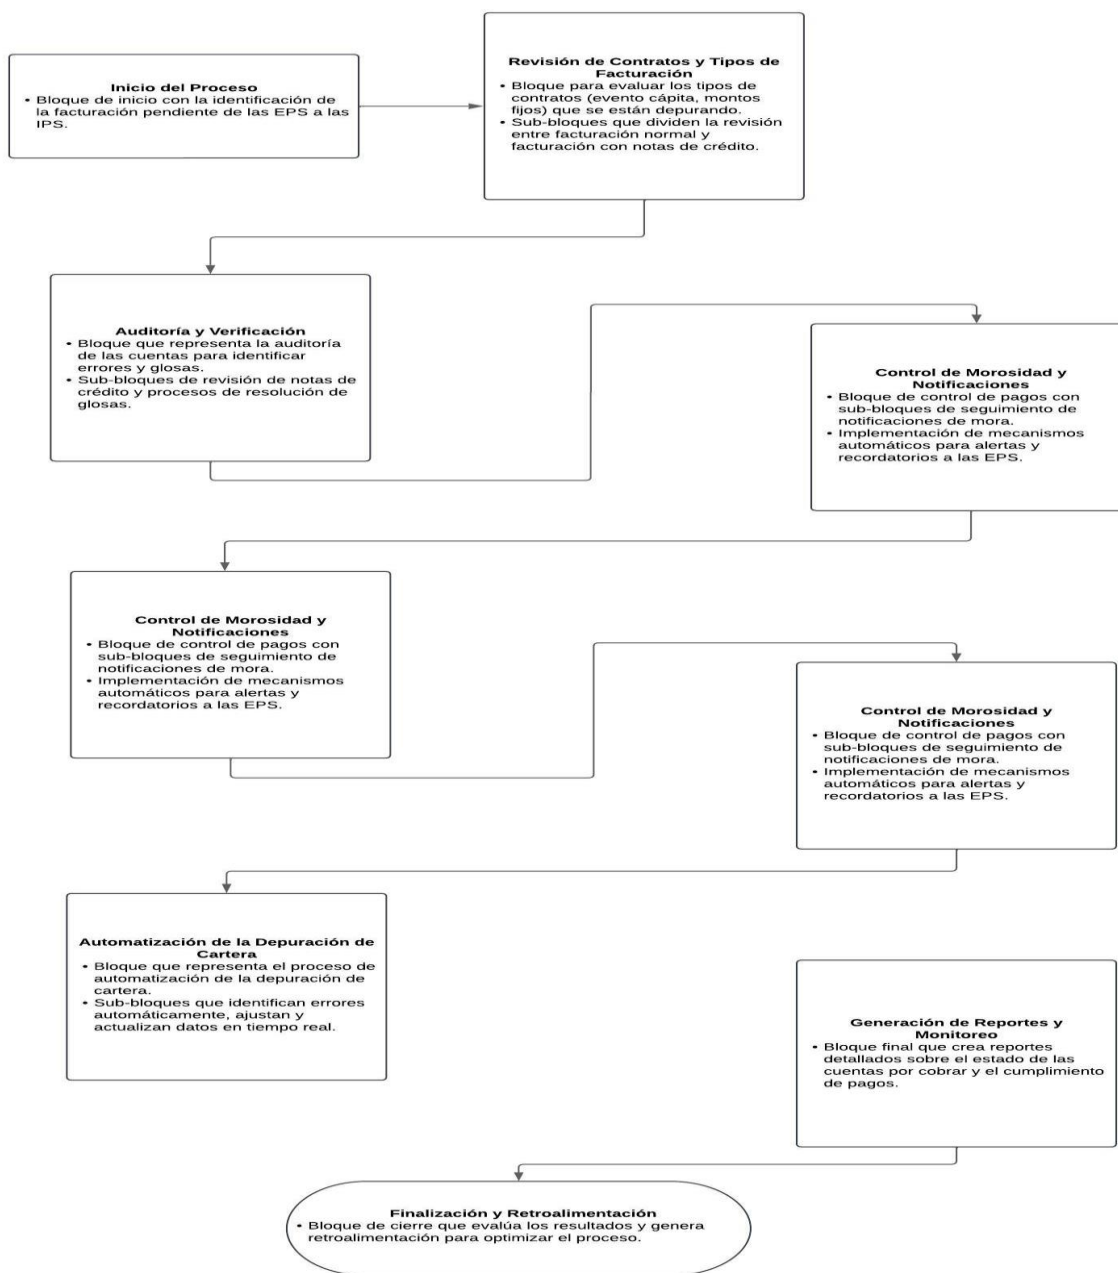 Inicio del Proceso
• Bloque de inicio con la identificación de
la facturación pendiente de las EPS a las
IPS.
Revisión de Contratos y Tipos de
Facturación
• Bloque para evaluar los tipos de
contratos (evento cápita, montos
fijos) que se están depurando.
• Sub-bloques que dividen la revisión
entre facturación normal y
facturación con notas de crédito.
Auditoría y Verificación
• Bloque que representa la auditoría
de las cuentas para identificar
errores y glosas.
• Sub-bloques de revisión de notas de
crédito y procesos de resolución de
glosas.
Control de Morosidad y
Notificaciones
• Bloque de control de pagos con
sub-bloques de seguimiento de
notificaciones de mora.
• Implementación de mecanismos
automáticos para alertas y
recordatorios a las EPS.
Control de Morosidad y
Notificaciones
• Bloque de control de pagos con
sub-bloques de seguimiento de
notificaciones de mora.
• Implementación de mecanismos
automáticos para alertas y
recordatorios a las EPS.
Control de Morosidad y
Notificaciones
• Bloque de control de pagos con
sub-bloques de seguimiento de
notificaciones de mora.
• Implementación de mecanismos
automáticos para alertas y
recordatorios a las EPS.
Automatización de la Depuración de
Cartera
• Bloque que representa el proceso de
automatización de la depuración de
cartera.
• Sub-bloques que identifican errores
automáticamente, ajustan y
actualizan datos en tiempo real.
Generación de Reportes y
Monitoreo
• Bloque final que crea reportes
detallados sobre el estado de las
cuentas por cobrar y el cumplimiento
de pagos.
Finalización y Retroalimentación
• Bloque de cierre que evalúa los resultados y genera
retroalimentación para optimizar el proceso.